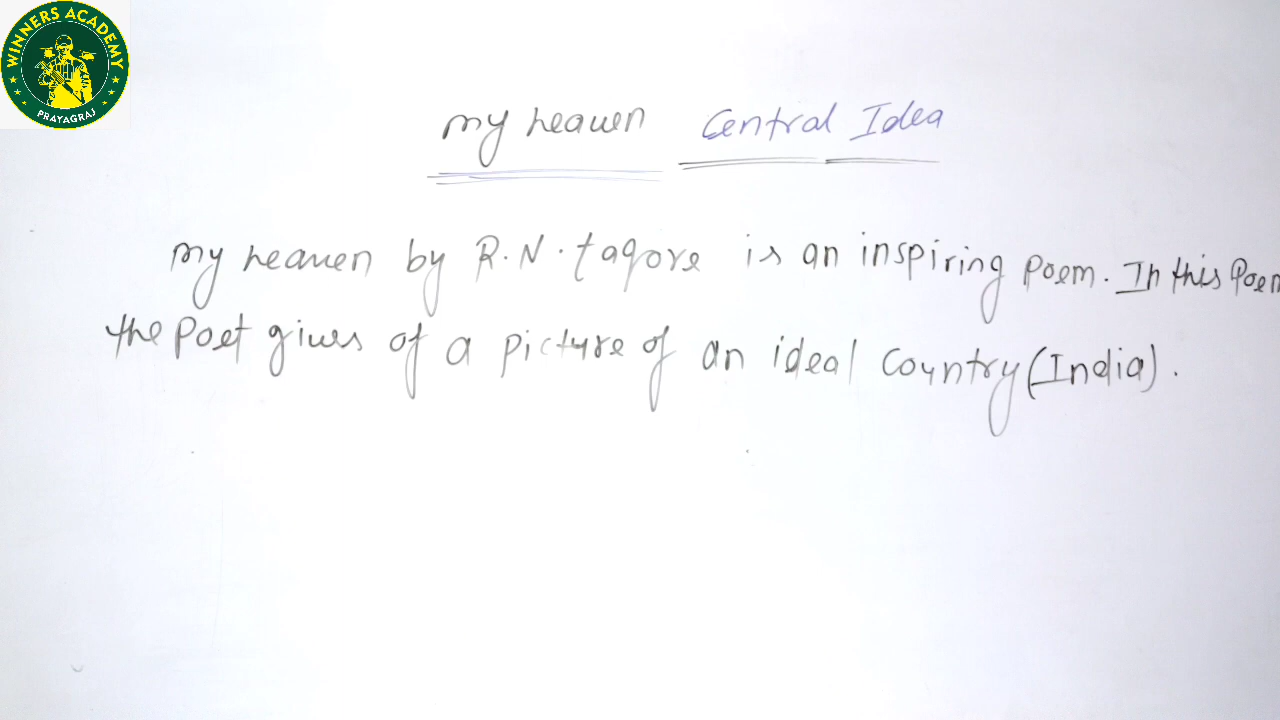 WINNERS ACADEMY
PRAYAGRAJ
my heaven Central Idea
my heaven by R.N. tagore is an inspiring poem. In this Poem
the Poet gives of a picture of an ideal Country (India).